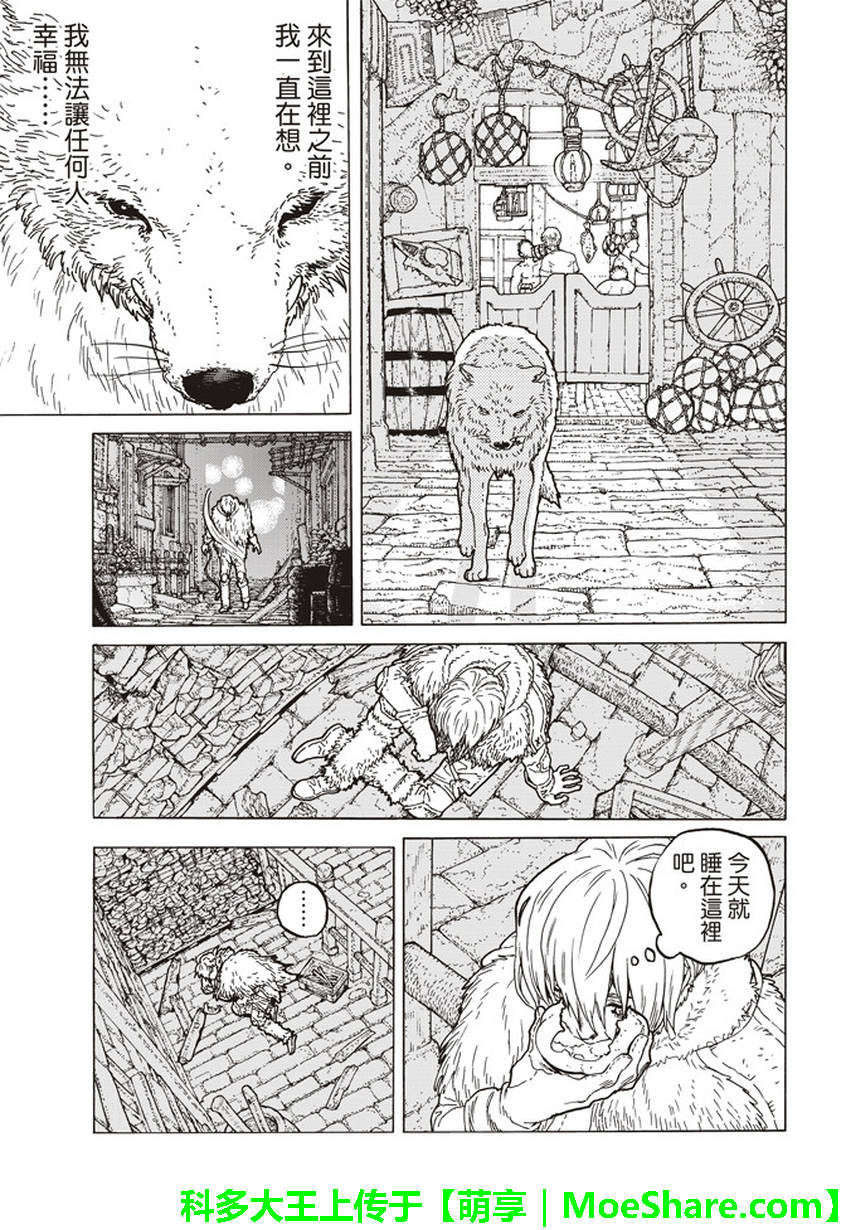 來到這裡之前
我一直在想。
我無法讓任何人
幸福……
今天就
睡在這裡
吧。
……
科多大王上传于【萌享｜MoeShare.com】